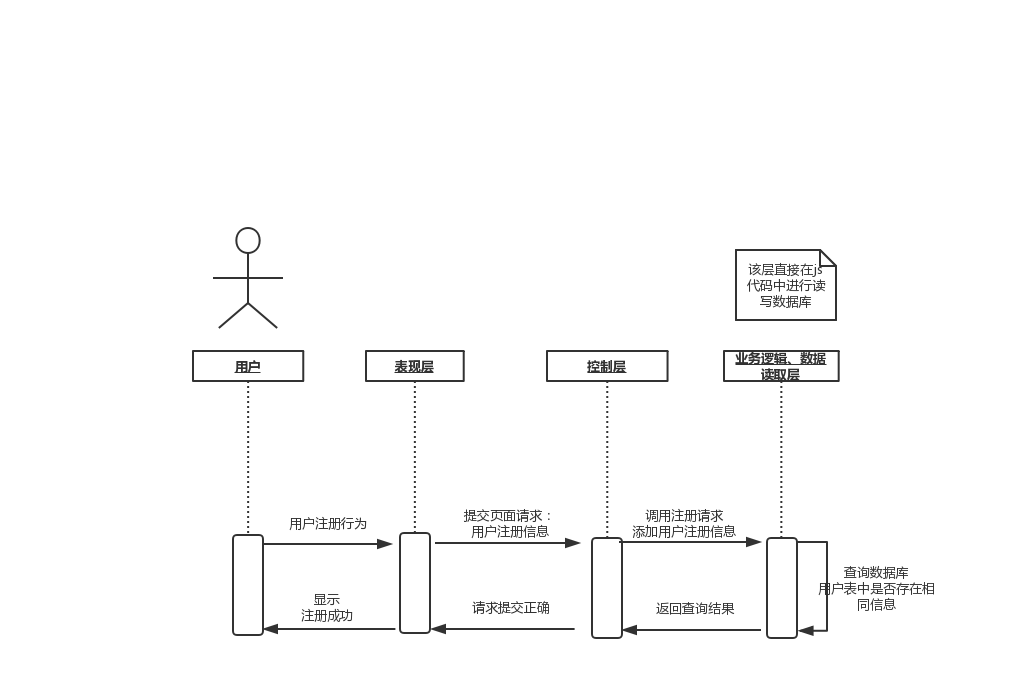 该层直接在js
代码中进行读
写数据库
用户
表现层
控制层
业务逻辑、数据
读取层
用户注册行为
提交页面请求：
用户注册信息
调用注册请求
添加用户注册信息
查询数据库
用户表中是否存在相
同信息
显示
注册成功
请求提交正确
返回查询结果